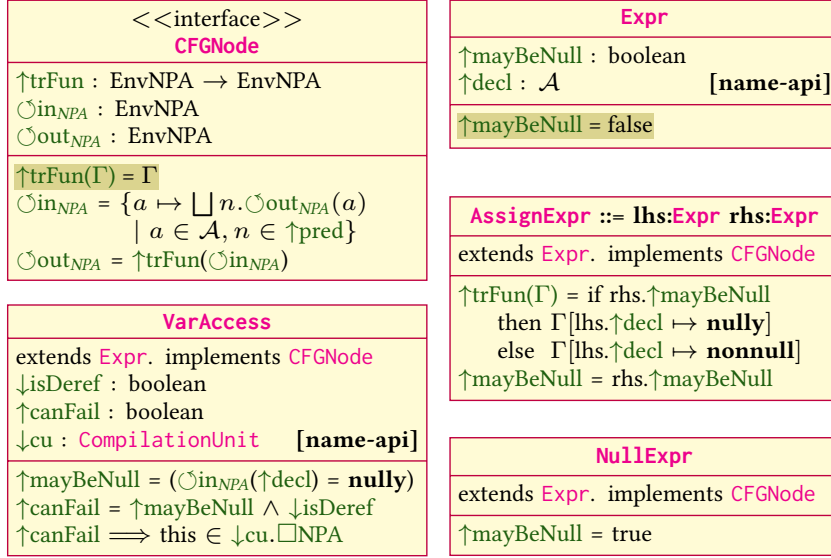 <<interface>>
CFGNode
↑trFun : EnvNPA → EnvNPA
↺in_NPA : EnvNPA
↺out_NPA : EnvNPA
↑trFun(Γ) = Γ
↺in_NPA = {a ↦ ⨆ n.↺out_NPA(a)
| a ∈ 𝒜, n ∈ ↑pred}
↺out_NPA = ↑trFun(↺in_NPA)
VarAccess
extends Expr. implements CFGNode
↓isDeref : boolean
↑canFail : boolean
↓cu : CompilationUnit [name-api]
↑mayBeNull = (↺in_NPA(↑decl) = nully)
↑canFail = ↑mayBeNull ∧ ↓isDeref
↑canFail ⟹ this ∈ ↓cu.□NPA
Expr
↑mayBeNull : boolean
↑decl : 𝒜 [name-api]
↑mayBeNull = false
AssignExpr ::= lhs:Expr rhs:Expr
extends Expr. implements CFGNode
↑trFun(Γ) = if rhs.↑mayBeNull
then Γ[lhs.↑decl ↦ nully]
else Γ[lhs.↑decl ↦ nonnull]
↑mayBeNull = rhs.↑mayBeNull
NullExpr
extends Expr. implements CFGNode
↑mayBeNull = true